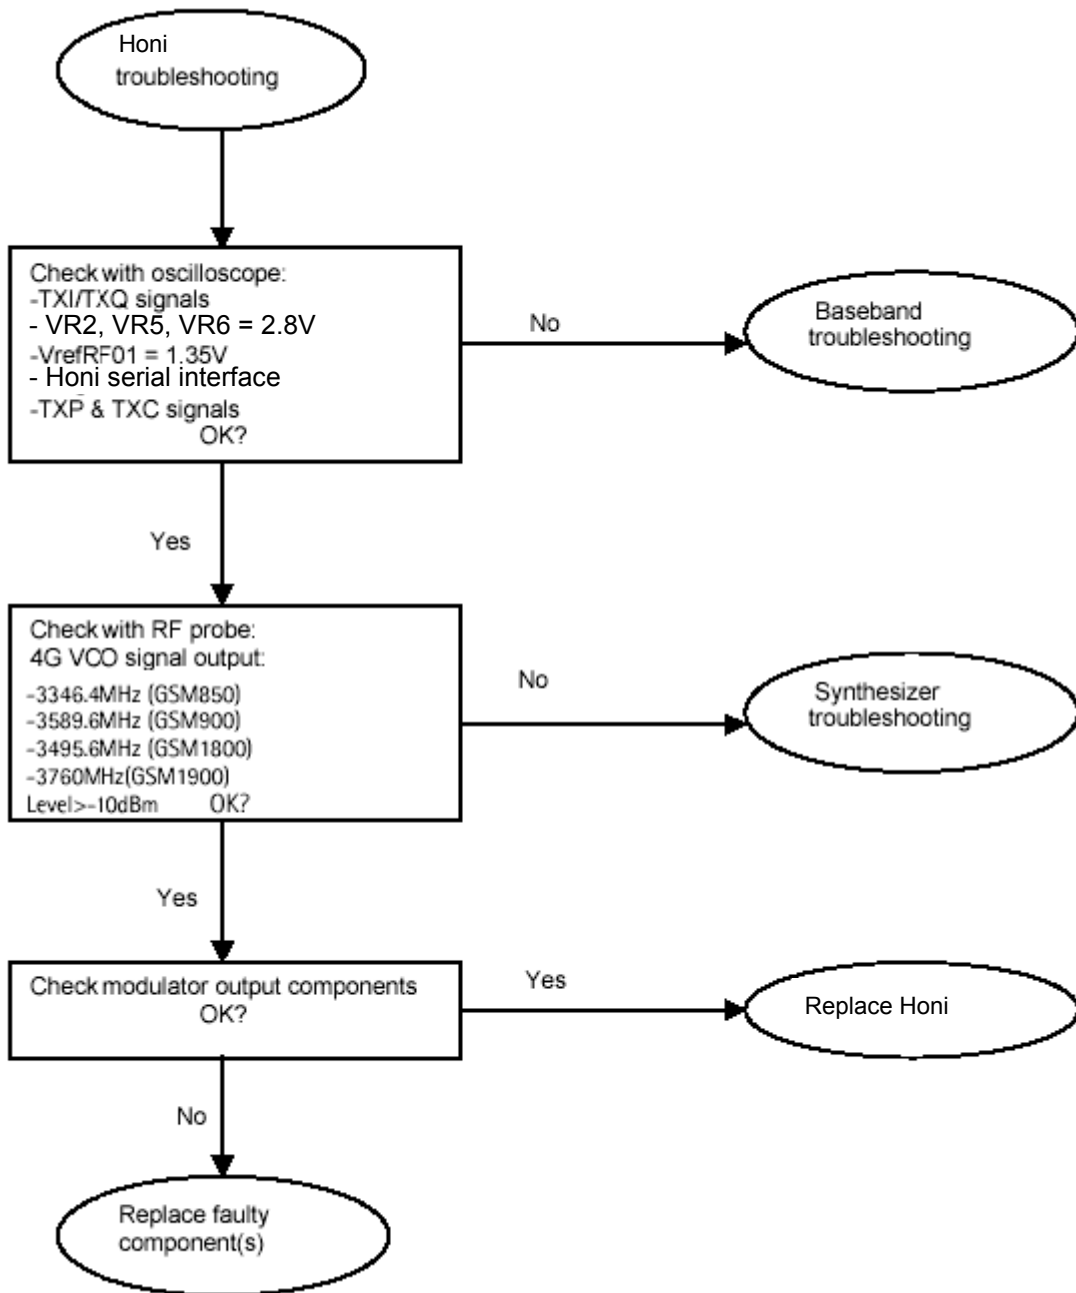 Honi
troubleshooting
Check with oscilloscope:
-TXI/TXQ signals
- VR2, VR5, VR6 = 2.8V
-VrefRF01 = 1.35V
- Honi serial interface
-TXP & TXC signals
OK?
No
Baseband
troubleshooting
Yes
Check with RF probe:
4G VCO signal output:
-3346.4MHz (GSM850)
-3589.6MHz (GSM900)
-3495.6MHz (GSM1800)
-3760MHz(GSM1900)
Level>-10dBm OK?
No
Synthesizer
troubleshooting
Yes
Check modulator output components
OK?
Yes
Replace Honi
No
Replace faulty
component(s)